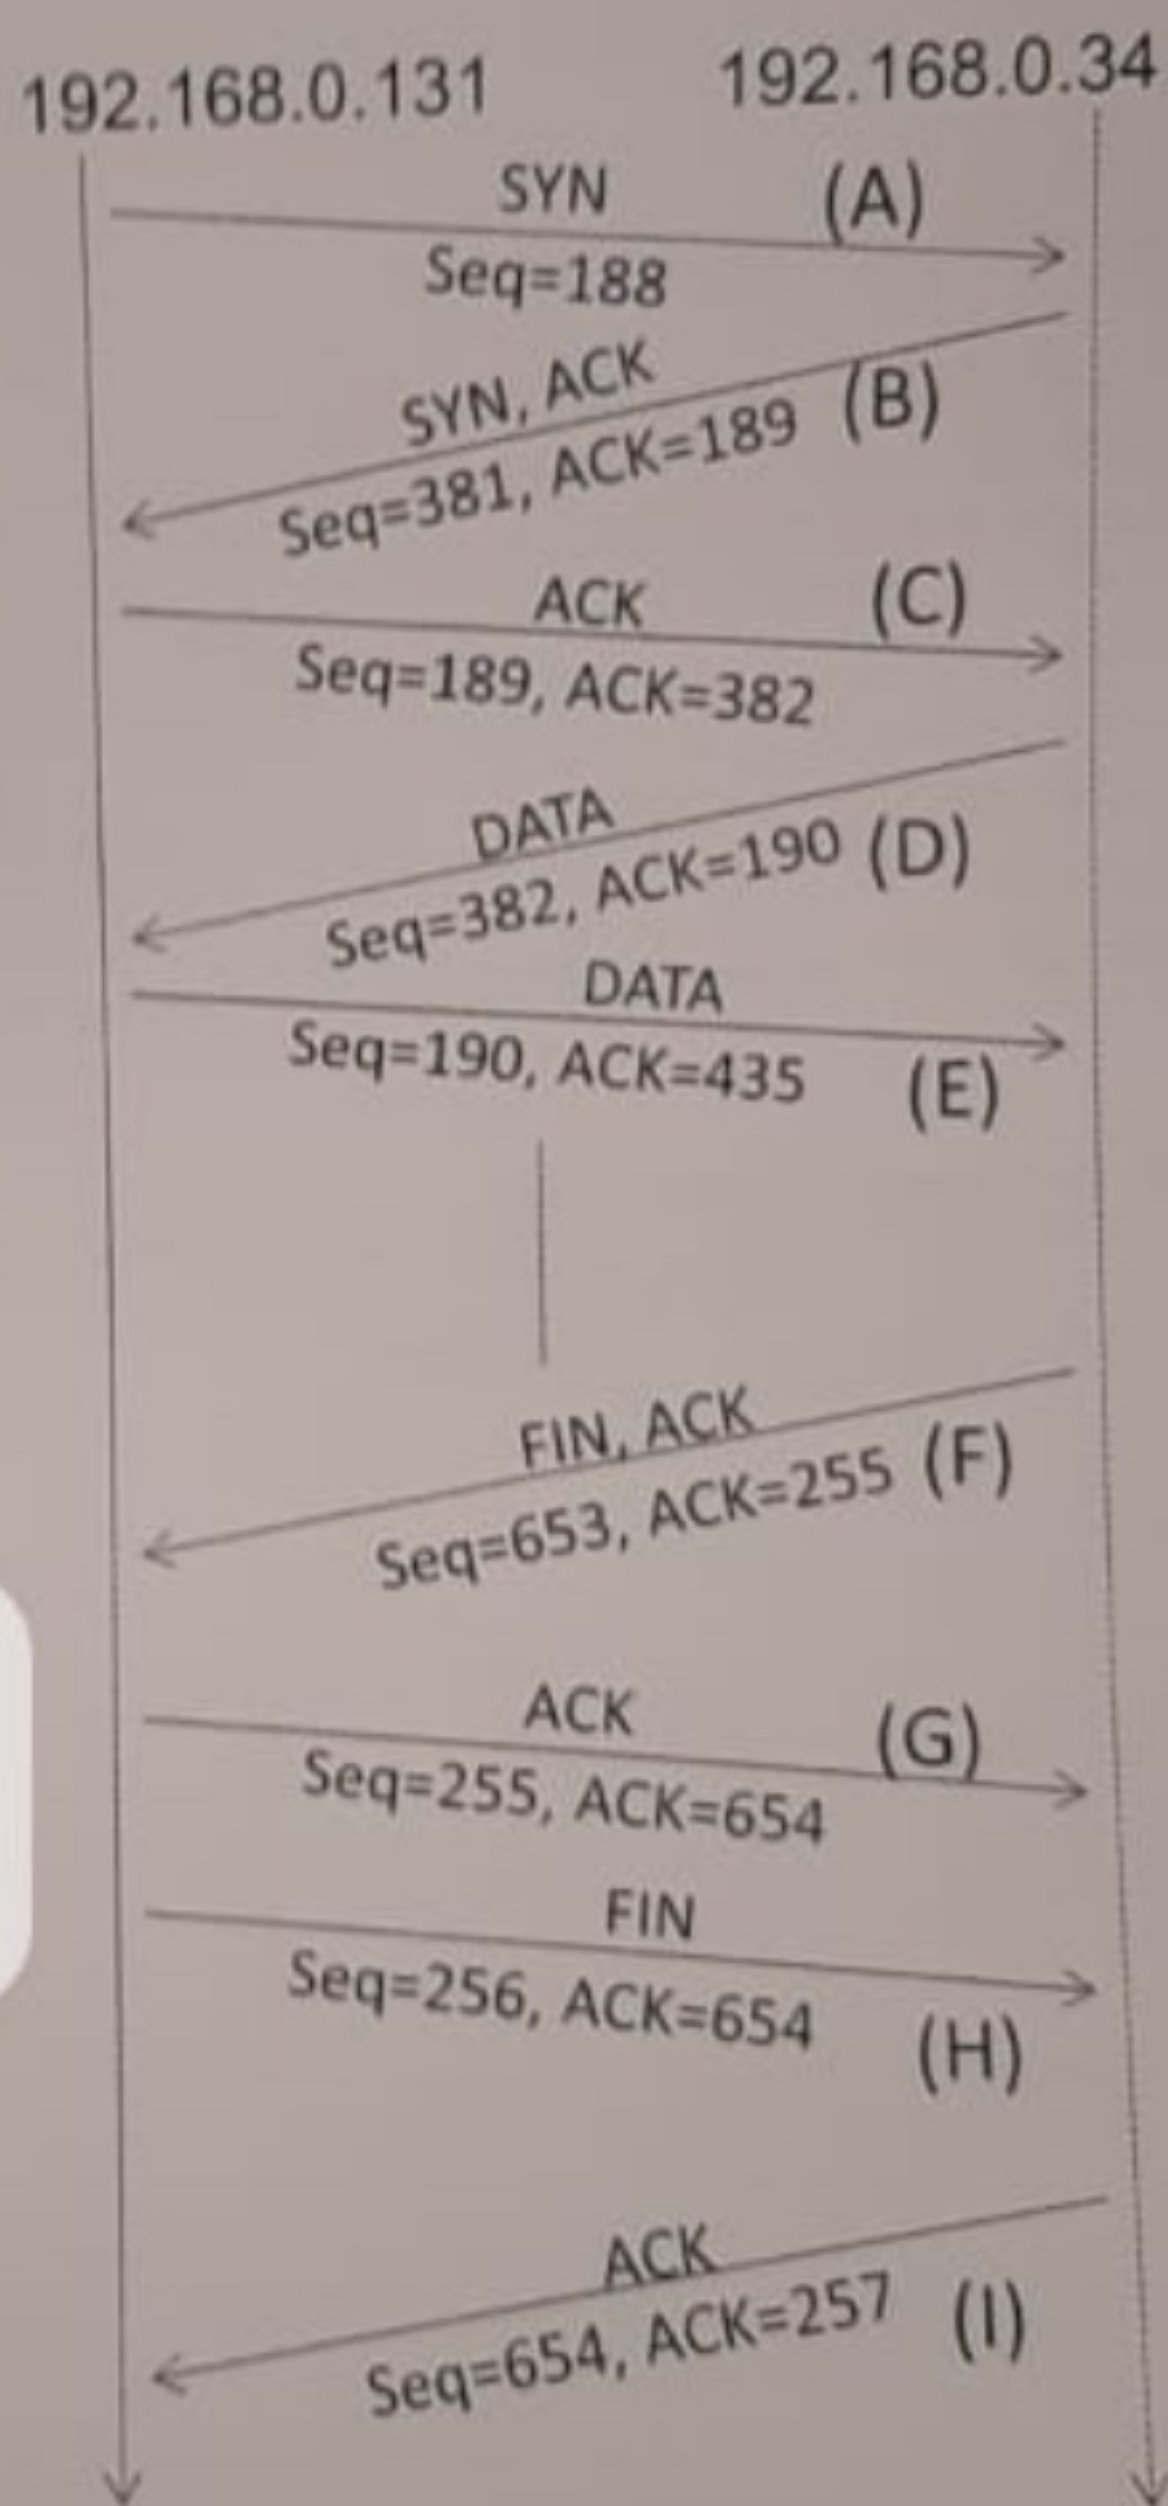 192.168.0.131 192.168.0.34
SYN (A)
Seq=188
SYN, ACK
Seq=381, ACK=189 (B)
ACK (C)
Seq=189, ACK=382
DATA
Seq=382, ACK=190 (D)
DATA
Seq=190, ACK=435 (E)
FIN, ACK
Seq=653, ACK=255 (F)
ACK (G)
Seq=255, ACK=654
FIN
Seq=256, ACK=654 (H)
ACK
Seq=654, ACK=257 (I)